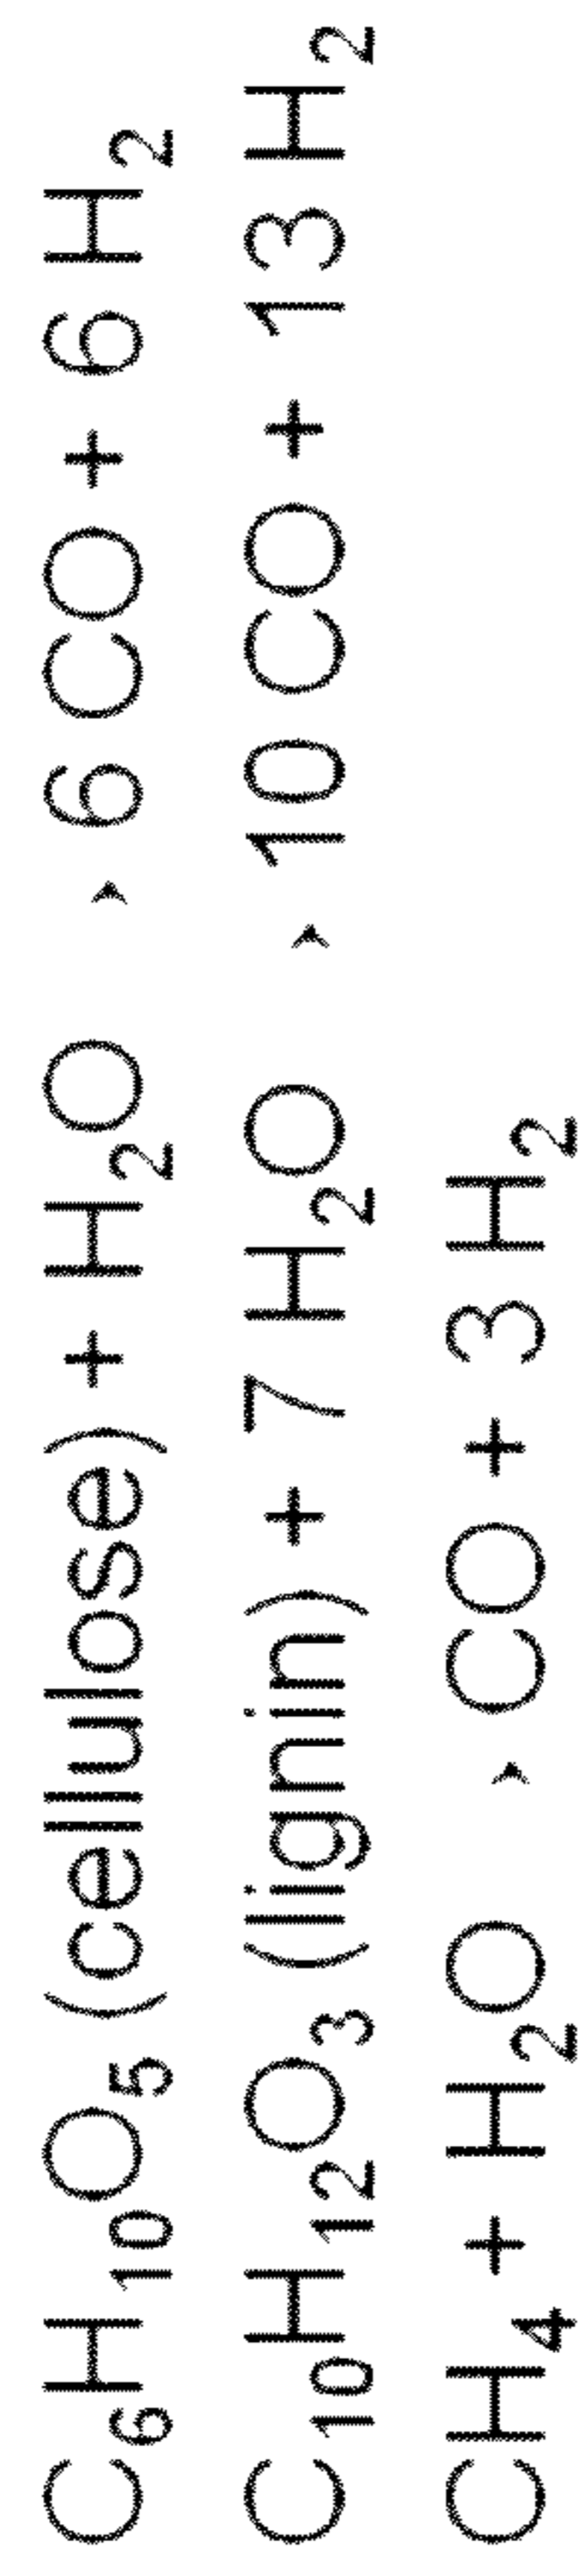 C₆H₁₀O₅ (cellulose) + H₂O > 6 CO + 6 H₂
C₁₀H₁₂O₃ (lignin) + 7 H₂O > 10 CO + 13 H₂
CH₄ + H₂O > CO + 3 H₂